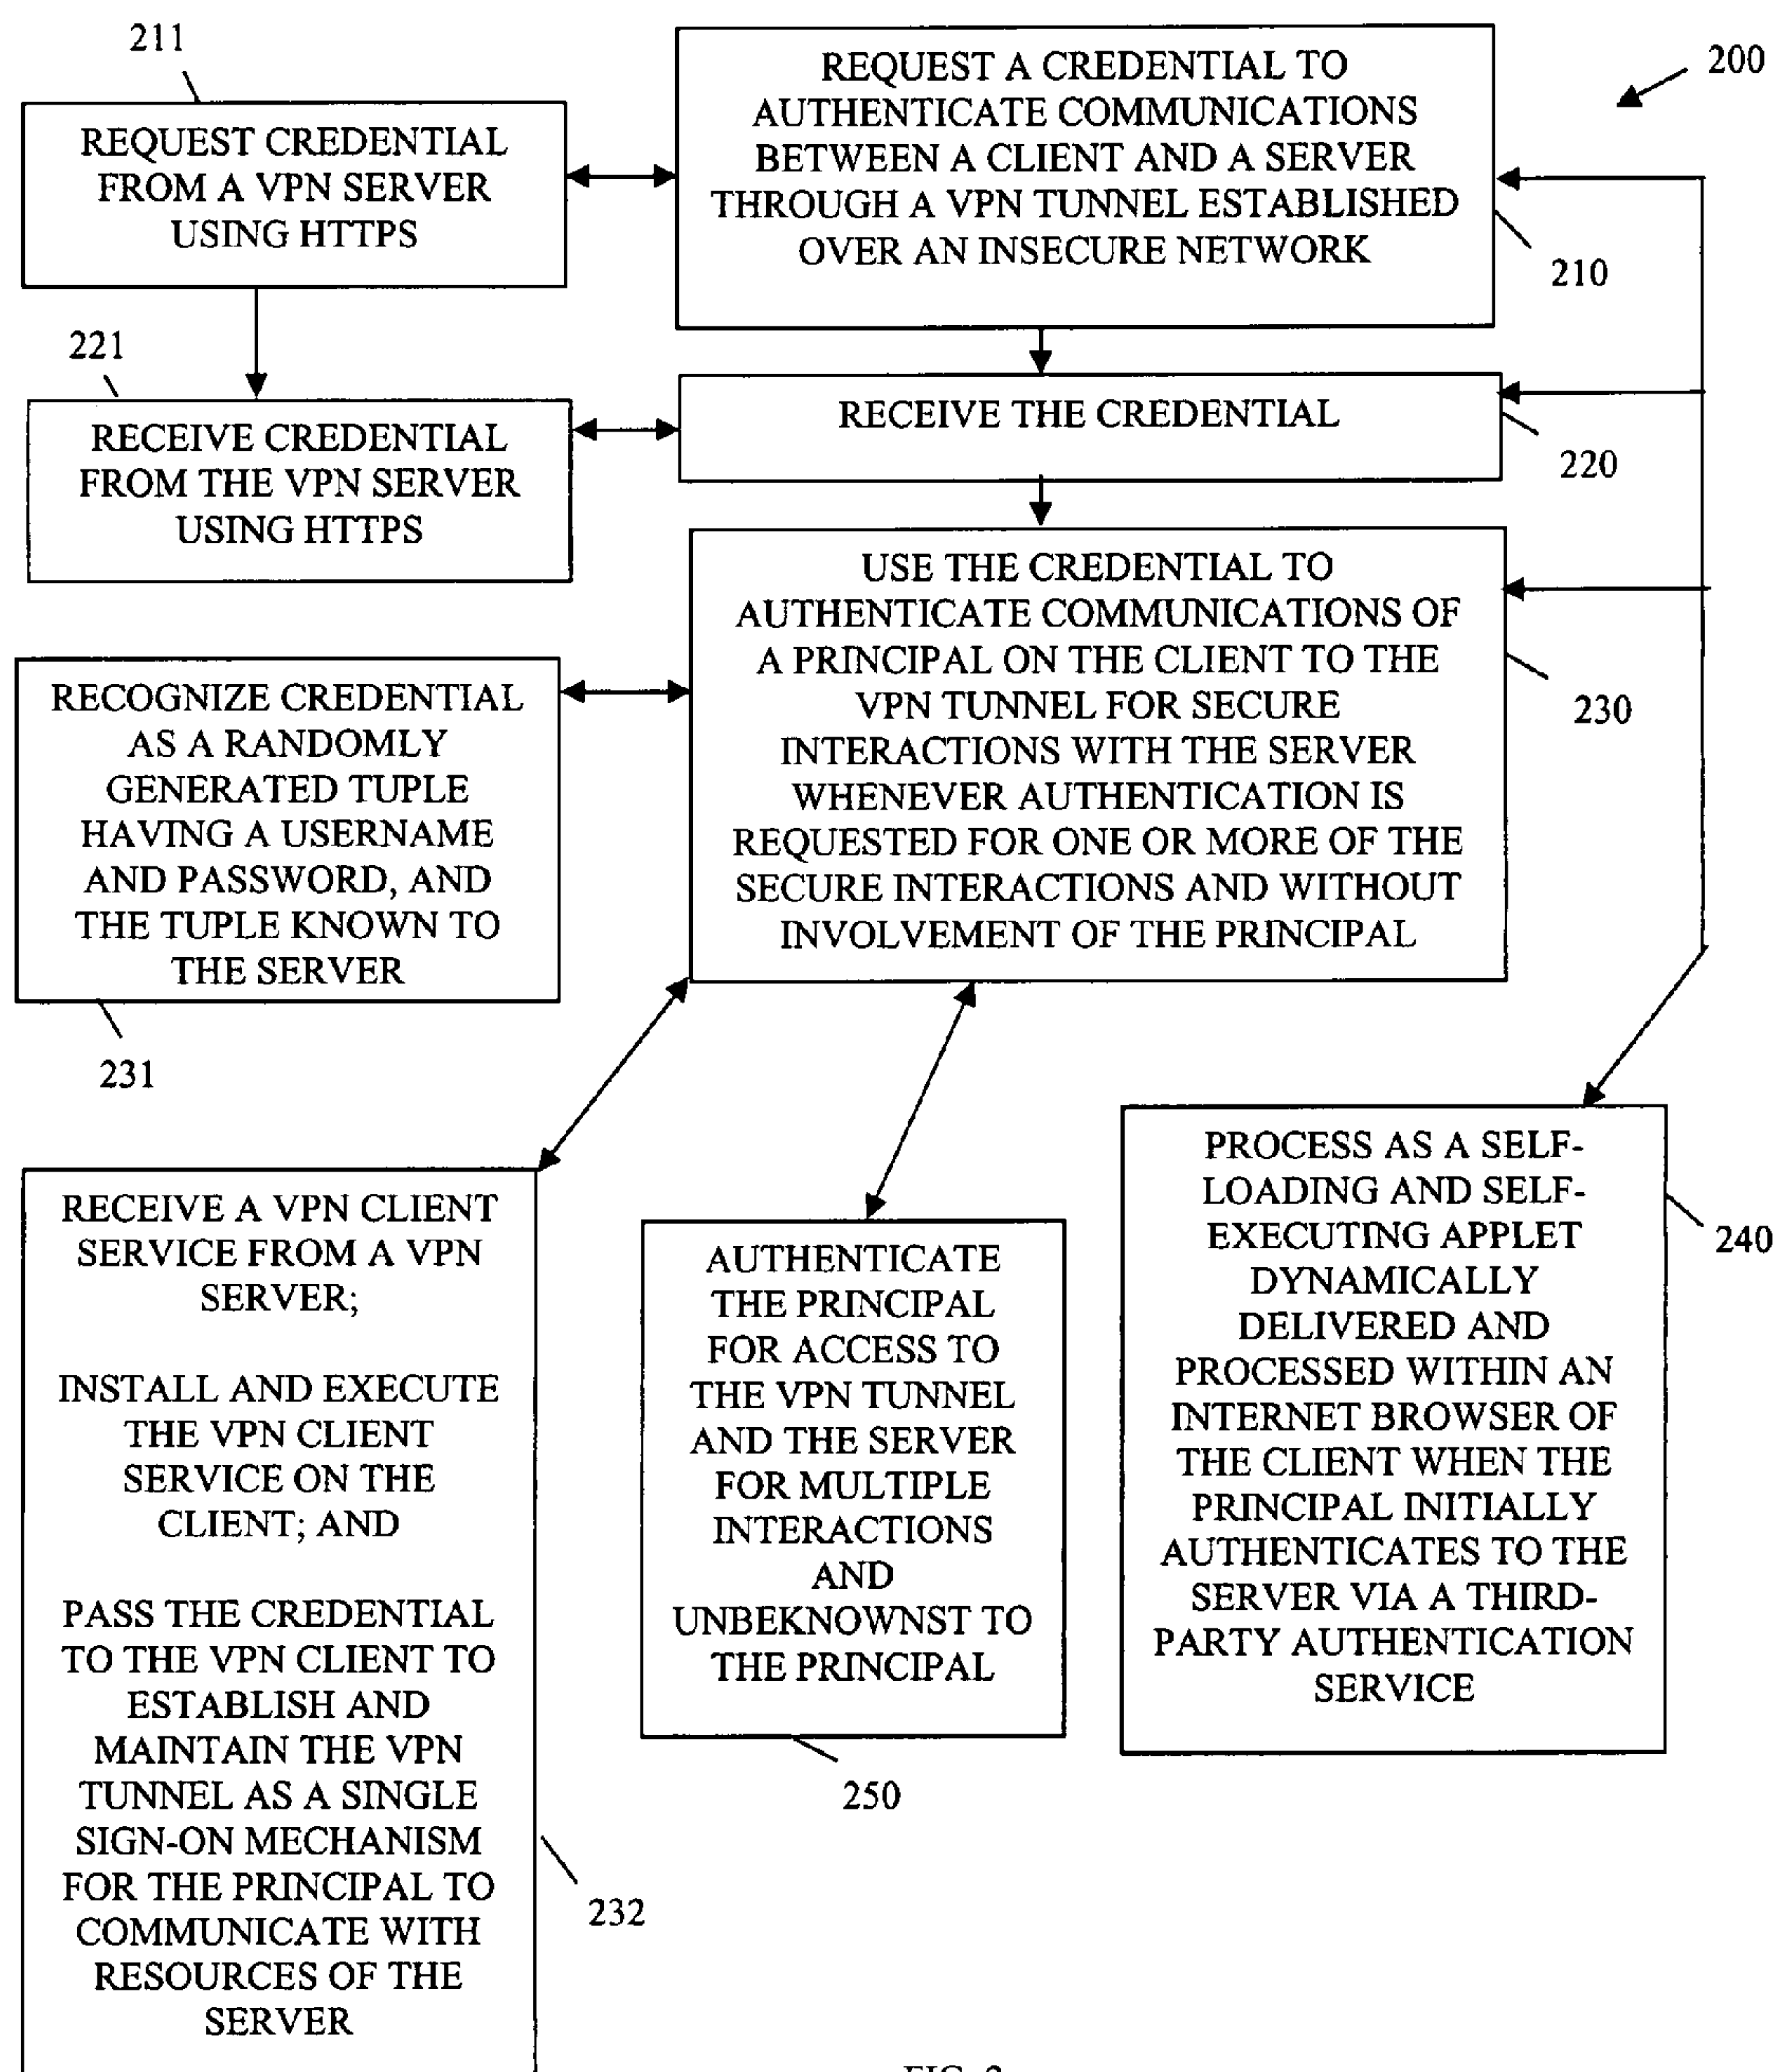 211
REQUEST CREDENTIAL
FROM A VPN SERVER
USING HTTPS
REQUEST A CREDENTIAL TO
AUTHENTICATE COMMUNICATIONS
BETWEEN A CLIENT AND A SERVER
THROUGH A VPN TUNNEL ESTABLISHED
OVER AN INSECURE NETWORK
200
210
221
RECEIVE CREDENTIAL
FROM THE VPN SERVER
USING HTTPS
RECEIVE THE CREDENTIAL
220
USE THE CREDENTIAL TO
AUTHENTICATE COMMUNICATIONS OF
A PRINCIPAL ON THE CLIENT TO THE
VPN TUNNEL FOR SECURE
INTERACTIONS WITH THE SERVER
WHENEVER AUTHENTICATION IS
REQUESTED FOR ONE OR MORE OF THE
SECURE INTERACTIONS AND WITHOUT
INVOLVEMENT OF THE PRINCIPAL
230
RECOGNIZE CREDENTIAL
AS A RANDOMLY
GENERATED TUPLE
HAVING A USERNAME
AND PASSWORD, AND
THE TUPLE KNOWN TO
THE SERVER
231
RECEIVE A VPN CLIENT
SERVICE FROM A VPN
SERVER;
INSTALL AND EXECUTE
THE VPN CLIENT
SERVICE ON THE
CLIENT; AND
PASS THE CREDENTIAL
TO THE VPN CLIENT TO
ESTABLISH AND
MAINTAIN THE VPN
TUNNEL AS A SINGLE
SIGN-ON MECHANISM
FOR THE PRINCIPAL TO
COMMUNICATE WITH
RESOURCES OF THE
SERVER
232
AUTHENTICATE
THE PRINCIPAL
FOR ACCESS TO
THE VPN TUNNEL
AND THE SERVER
FOR MULTIPLE
INTERACTIONS
AND
UNBEKNOWNST TO
THE PRINCIPAL
250
PROCESS AS A SELF-
LOADING AND SELF-
EXECUTING APPLET
DYNAMICALLY
DELIVERED AND
PROCESSED WITHIN AN
INTERNET BROWSER OF
THE CLIENT WHEN THE
PRINCIPAL INITIALLY
AUTHENTICATES TO THE
SERVER VIA A THIRD-
PARTY AUTHENTICATION
SERVICE
240